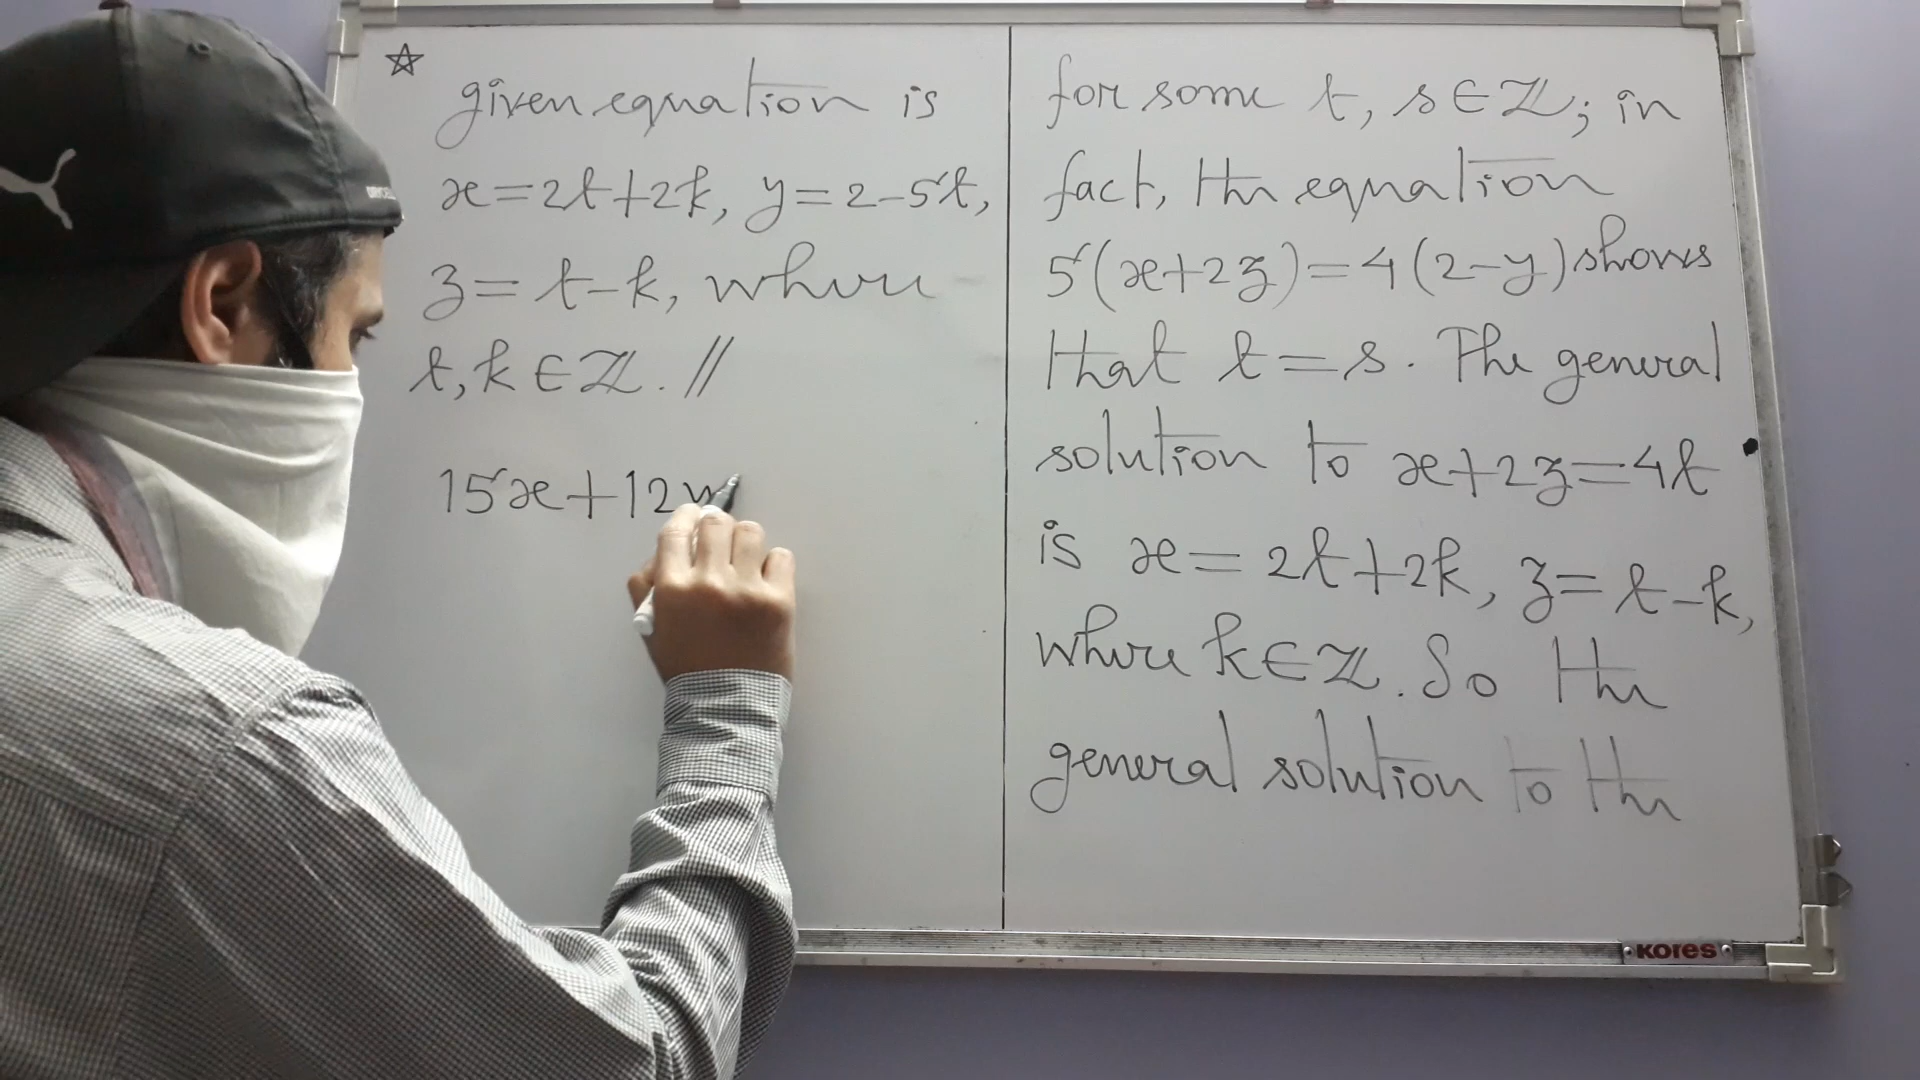 ☆
given equation is
x=2t+2k, y=2-5t,
z= t-k, where
t, k ∈ ℤ. //
15x+12y
for some t, s∈ℤ; in
fact, the equation
5(x+2z)=4(2-y) shows
that t=s. The general
solution to x+2z=4t
is x=2t+2k, z=t-k,
where k∈ℤ. So the
general solution to the
Kores